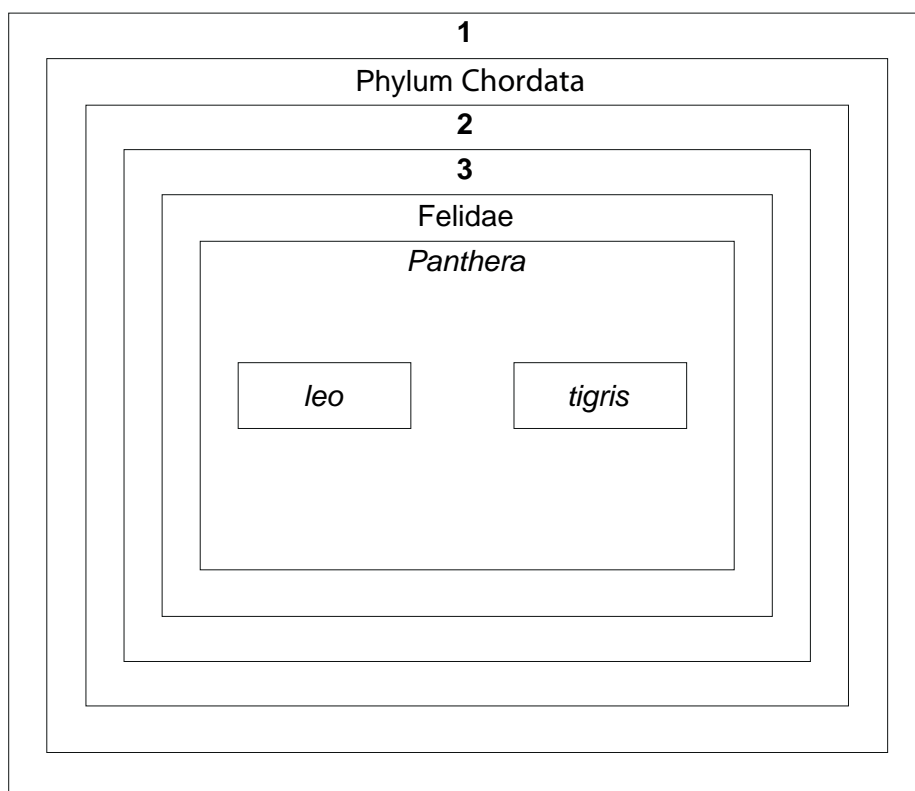 1
Phylum Chordata
2
3
Felidae
Panthera
leo tigris